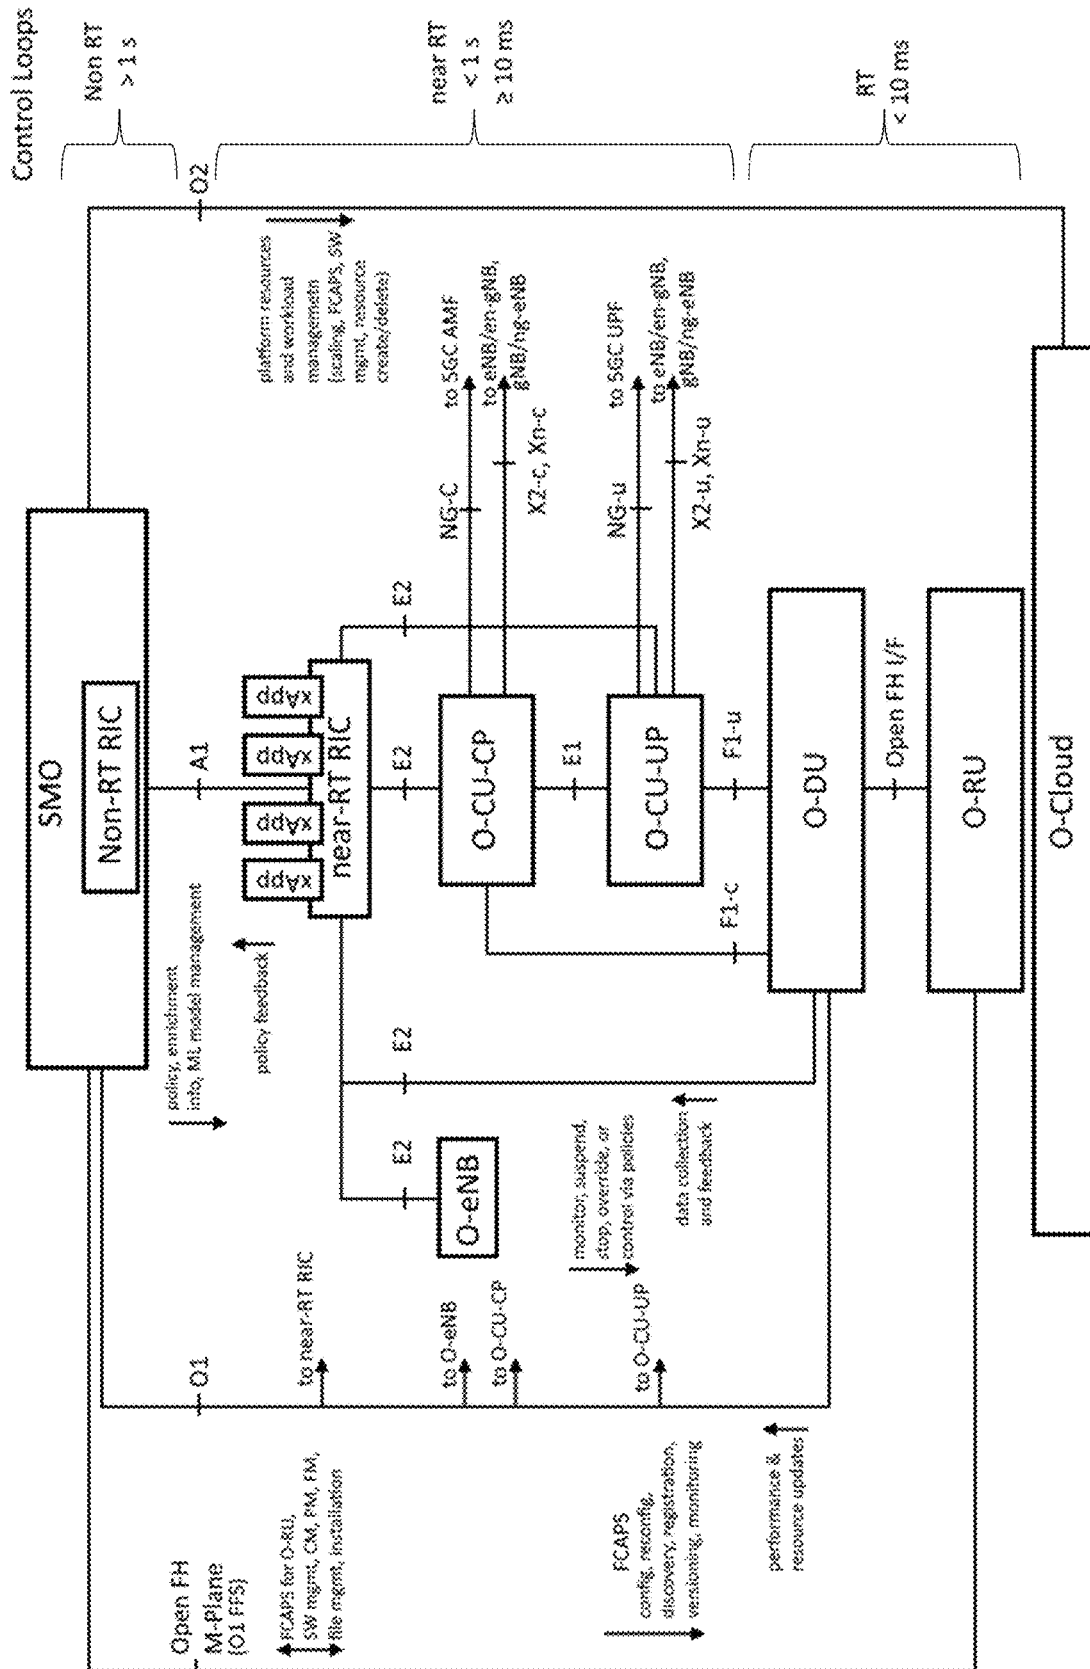 Control Loops
Non RT
> 1 s
near RT
< 1 s
≥ 10 ms
RT
< 10 ms
O2
platform resources
and workload
managemetn
(scaling, FCAPS, SW
mgmt, resource
create/delete)
to 5GC AMF
to eNB/en-gNB,
gNB/ng-eNB
NG-C
X2-c, Xn-c
to 5GC UPF
to eNB/en-gNB,
gNB/ng-eNB
NG-u
X2-u, Xn-u
SMO
Non-RT RIC
A1
policy, enrichment
info, ML model management
policy feedback
xApp
xApp
xApp
xApp
near-RT RIC
E2
E2
E2
E2
O-CU-CP
E1
O-CU-UP
F1-u
F1-c
O-DU
Open FH I/F
O-RU
O-Cloud
O-eNB
monitor, suspend,
stop, override, or
control via policies
data collection
and feedback
O1
to near-RT RIC
to O-eNB
to O-CU-CP
to O-CU-UP
performance &
resource updates
Open FH
M-Plane
(O1 FFS)
FCAPS for O-RU,
SW mgmt, CM, PM, FM,
file mgmt, installation
FCAPS
config, reconfig,
discovery, registration,
versioning, monitoring